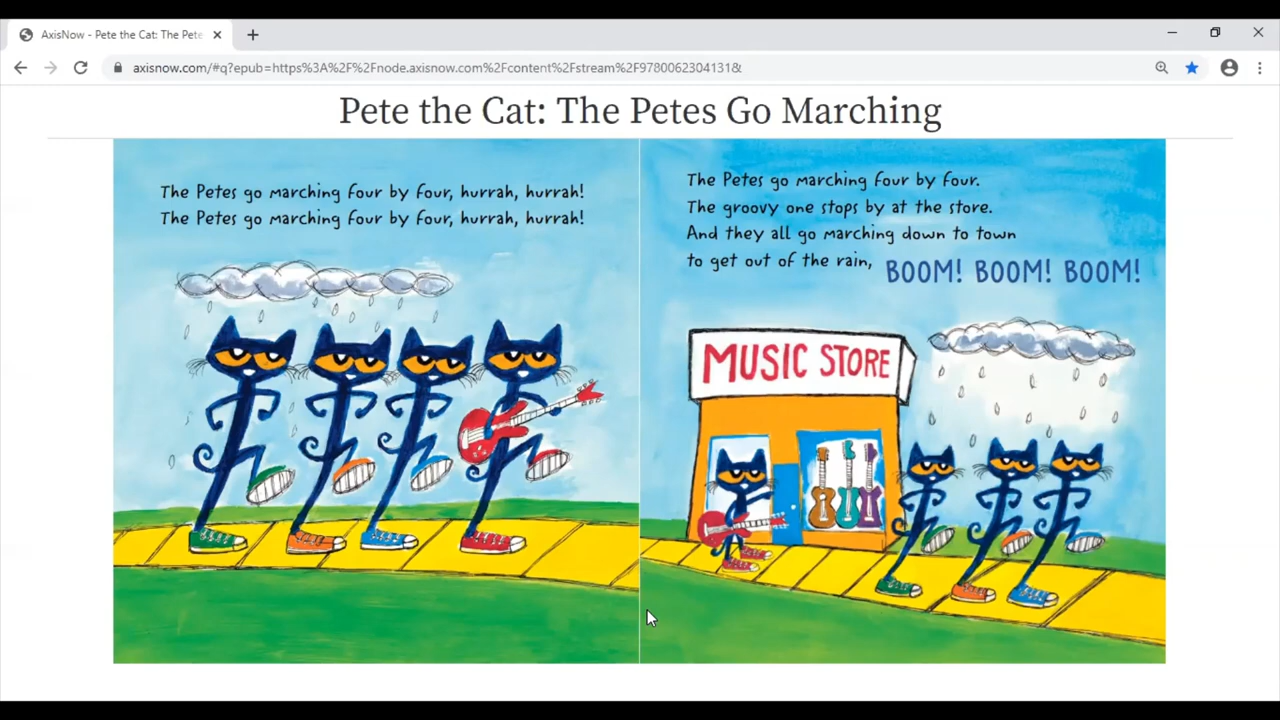 AxisNow - Pete the Cat: The Pete
axisnow.com/#q?epub=https%3A%2F%2Fnode.axisnow.com%2Fcontent%2Fstream%2F9780062304131&
Pete the Cat: The Petes Go Marching
The Petes go marching four by four, hurrah, hurrah!
The Petes go marching four by four, hurrah, hurrah!
The Petes go marching four by four.
The groovy one stops by at the store.
And they all go marching down to town
to get out of the rain, BOOM! BOOM! BOOM!
MUSIC STORE